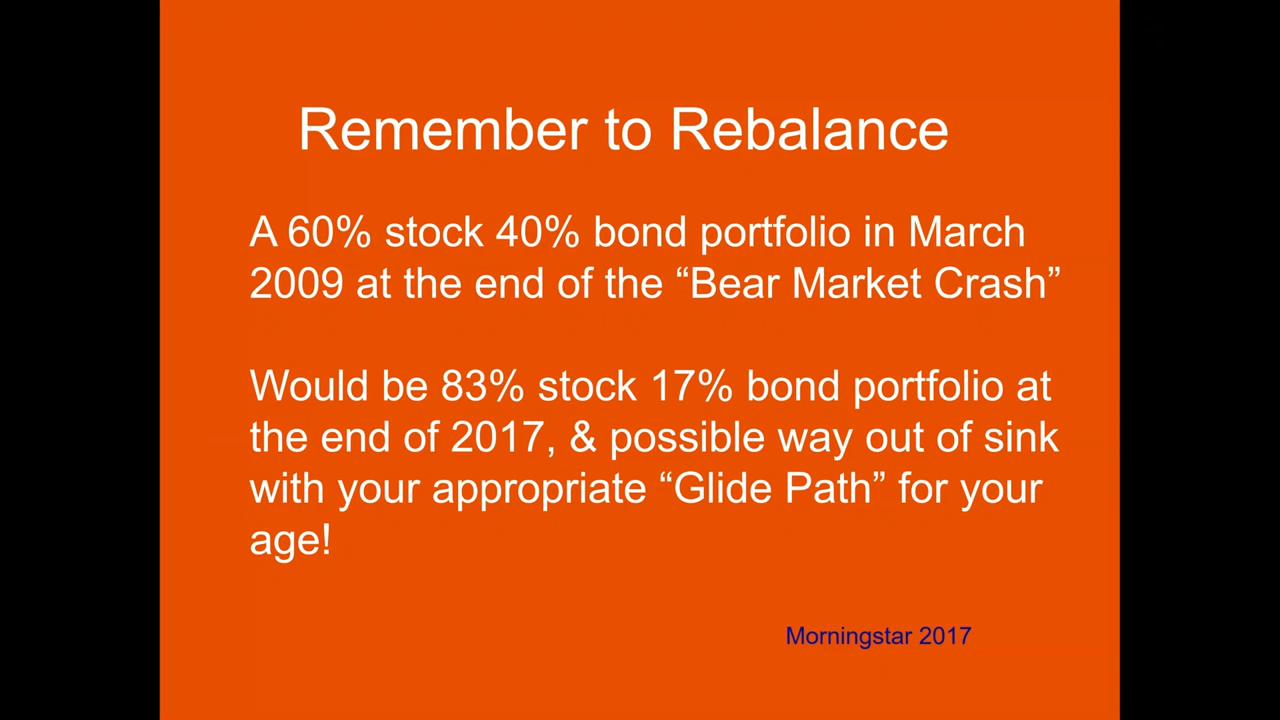 Remember to Rebalance
A 60% stock 40% bond portfolio in March
2009 at the end of the “Bear Market Crash”
Would be 83% stock 17% bond portfolio at
the end of 2017, & possible way out of sink
with your appropriate “Glide Path” for your
age!
Morningstar 2017